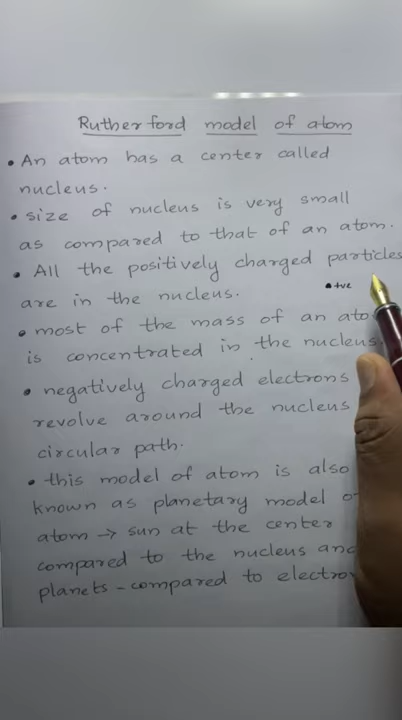 Rutherford model of atom
• An atom has a center called
nucleus.
• size of nucleus is very small
as compared to that of an atom.
• All the positively charged particles
are in the nucleus.
•+ve
• most of the mass of an ato
is concentrated in the nucleus.
• negatively charged electrons
revolve around the nucleus
circular path.
• this model of atom is also
known as planetary model o
atom → sun at the center
compared to the nucleus and
planets - compared to electro